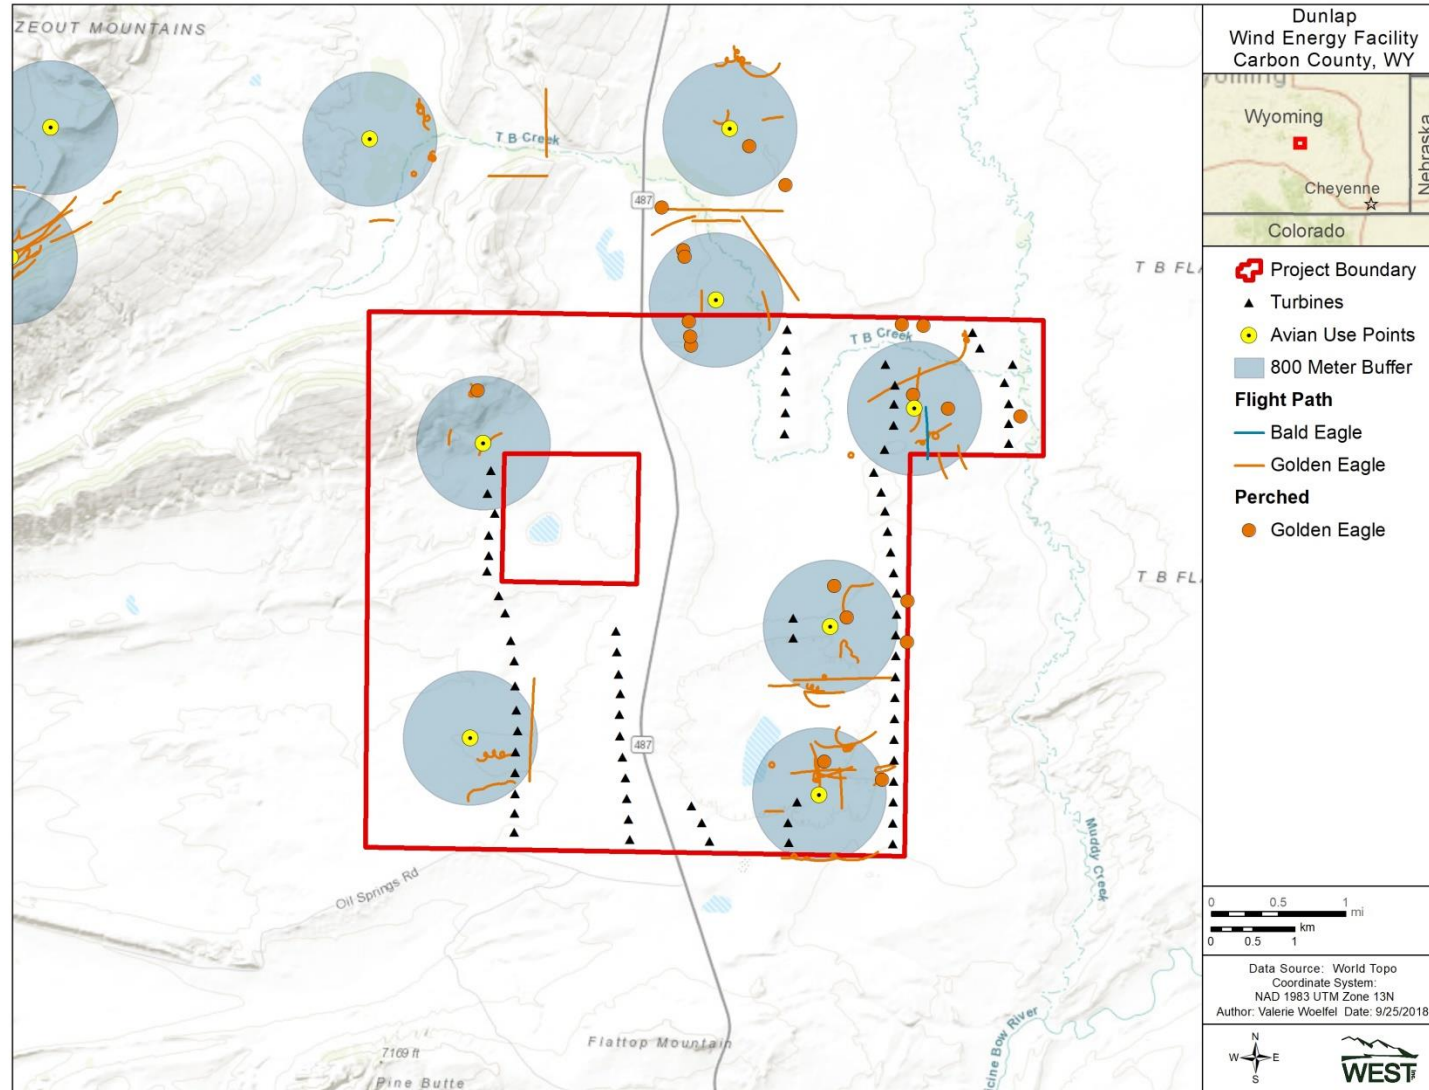 ZEOUT MOUNTAINS
T B Creek
487
T B FLA
T B Creek
T B FL
487
Oil Springs Rd
Muddy Creek
Flattop Mountain
7169 ft
Pine Butte
icine Bow River
Dunlap
Wind Energy Facility
Carbon County, WY
yoming
Wyoming
Nebraska
Cheyenne
Colorado
Project Boundary
Turbines
Avian Use Points
800 Meter Buffer
Flight Path
Bald Eagle
Golden Eagle
Perched
Golden Eagle
0 0.5 1
mi
km
0 0.5 1
Data Source: World Topo
Coordinate System:
NAD 1983 UTM Zone 13N
Author: Valerie Woelfel Date: 9/25/2018
N
W E
S
WEST